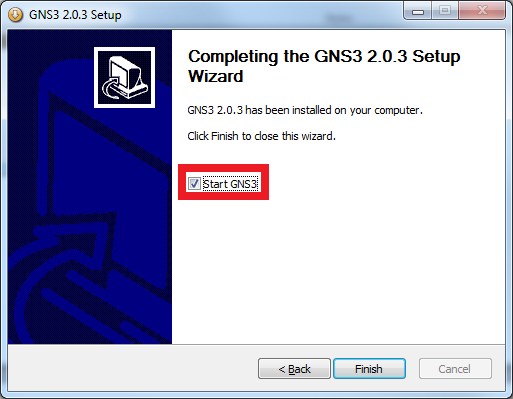 GNS3 2.0.3 Setup
Completing the GNS3 2.0.3 Setup
Wizard
GNS3 2.0.3 has been installed on your computer.
Click Finish to close this wizard.
Start GNS3
< Back
Finish
Cancel